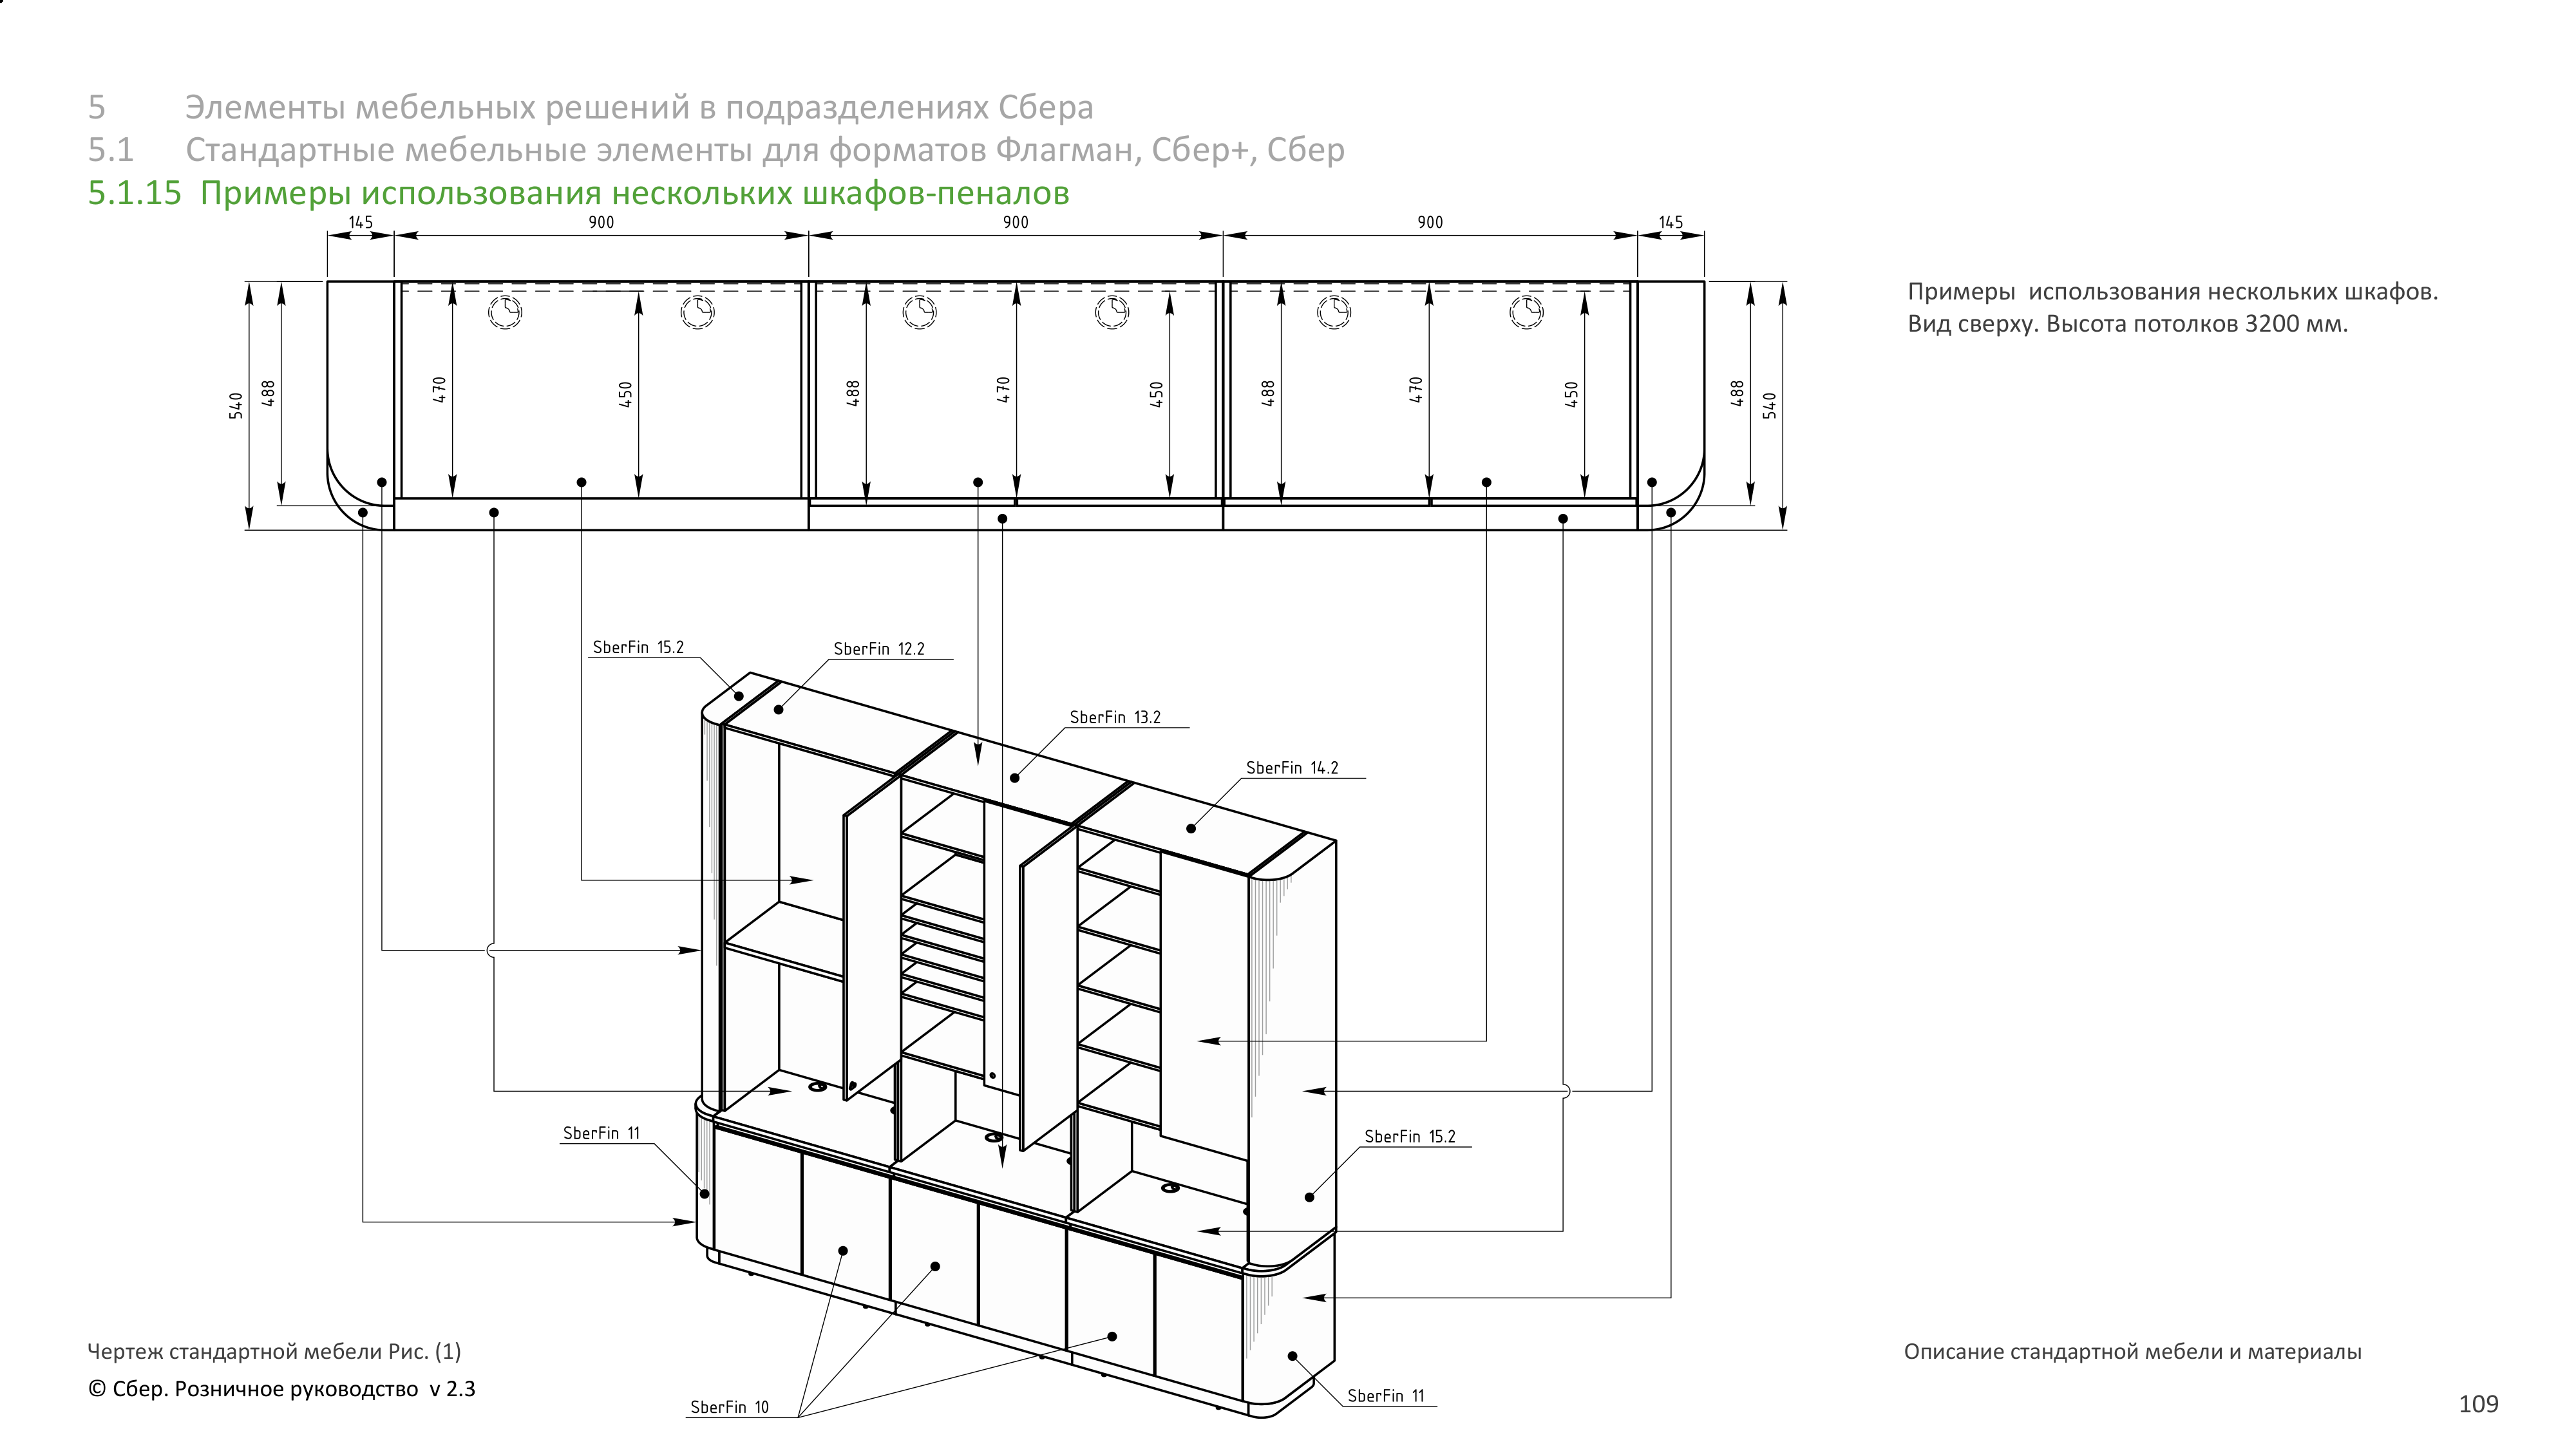 5 Элементы мебельных решений в подразделениях Сбера
5.1 Стандартные мебельные элементы для форматов Флагман, Сбер+, Сбер
5.1.15 Примеры использования нескольких шкафов-пеналов
145 900 900 900 145
Примеры использования нескольких шкафов.
Вид сверху. Высота потолков 3200 мм.
540 488 470 450 488 470 450 488 470 450 488 540
SberFin 15.2
SberFin 12.2
SberFin 13.2
SberFin 14.2
SberFin 11
SberFin 15.2
SberFin 10
SberFin 11
Чертеж стандартной мебели Рис. (1)
Описание стандартной мебели и материалы
© Сбер. Розничное руководство v 2.3
109